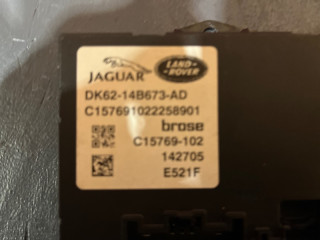 JAGUAR
LAND-
ROVER
DK62-14B673-AD
C157691022258901
brose
C15769-102
142705
E521F